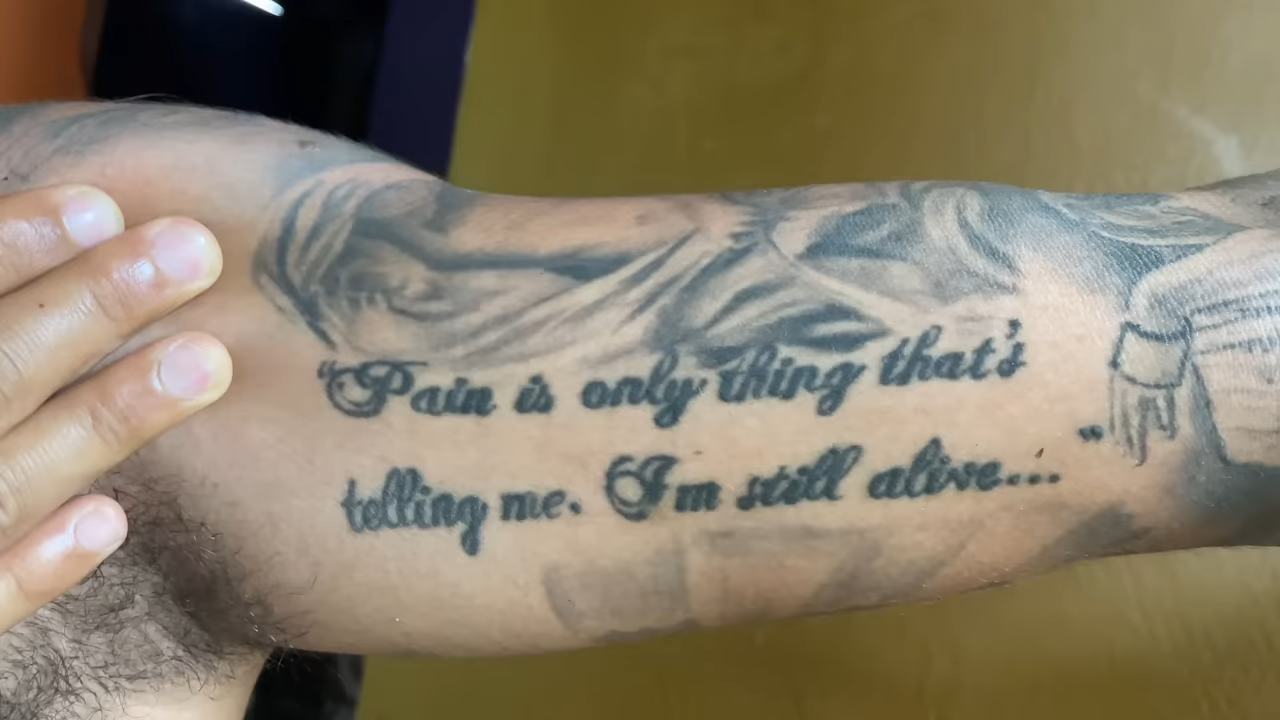 "Pain is only thing that's
telling me. I'm still alive..."